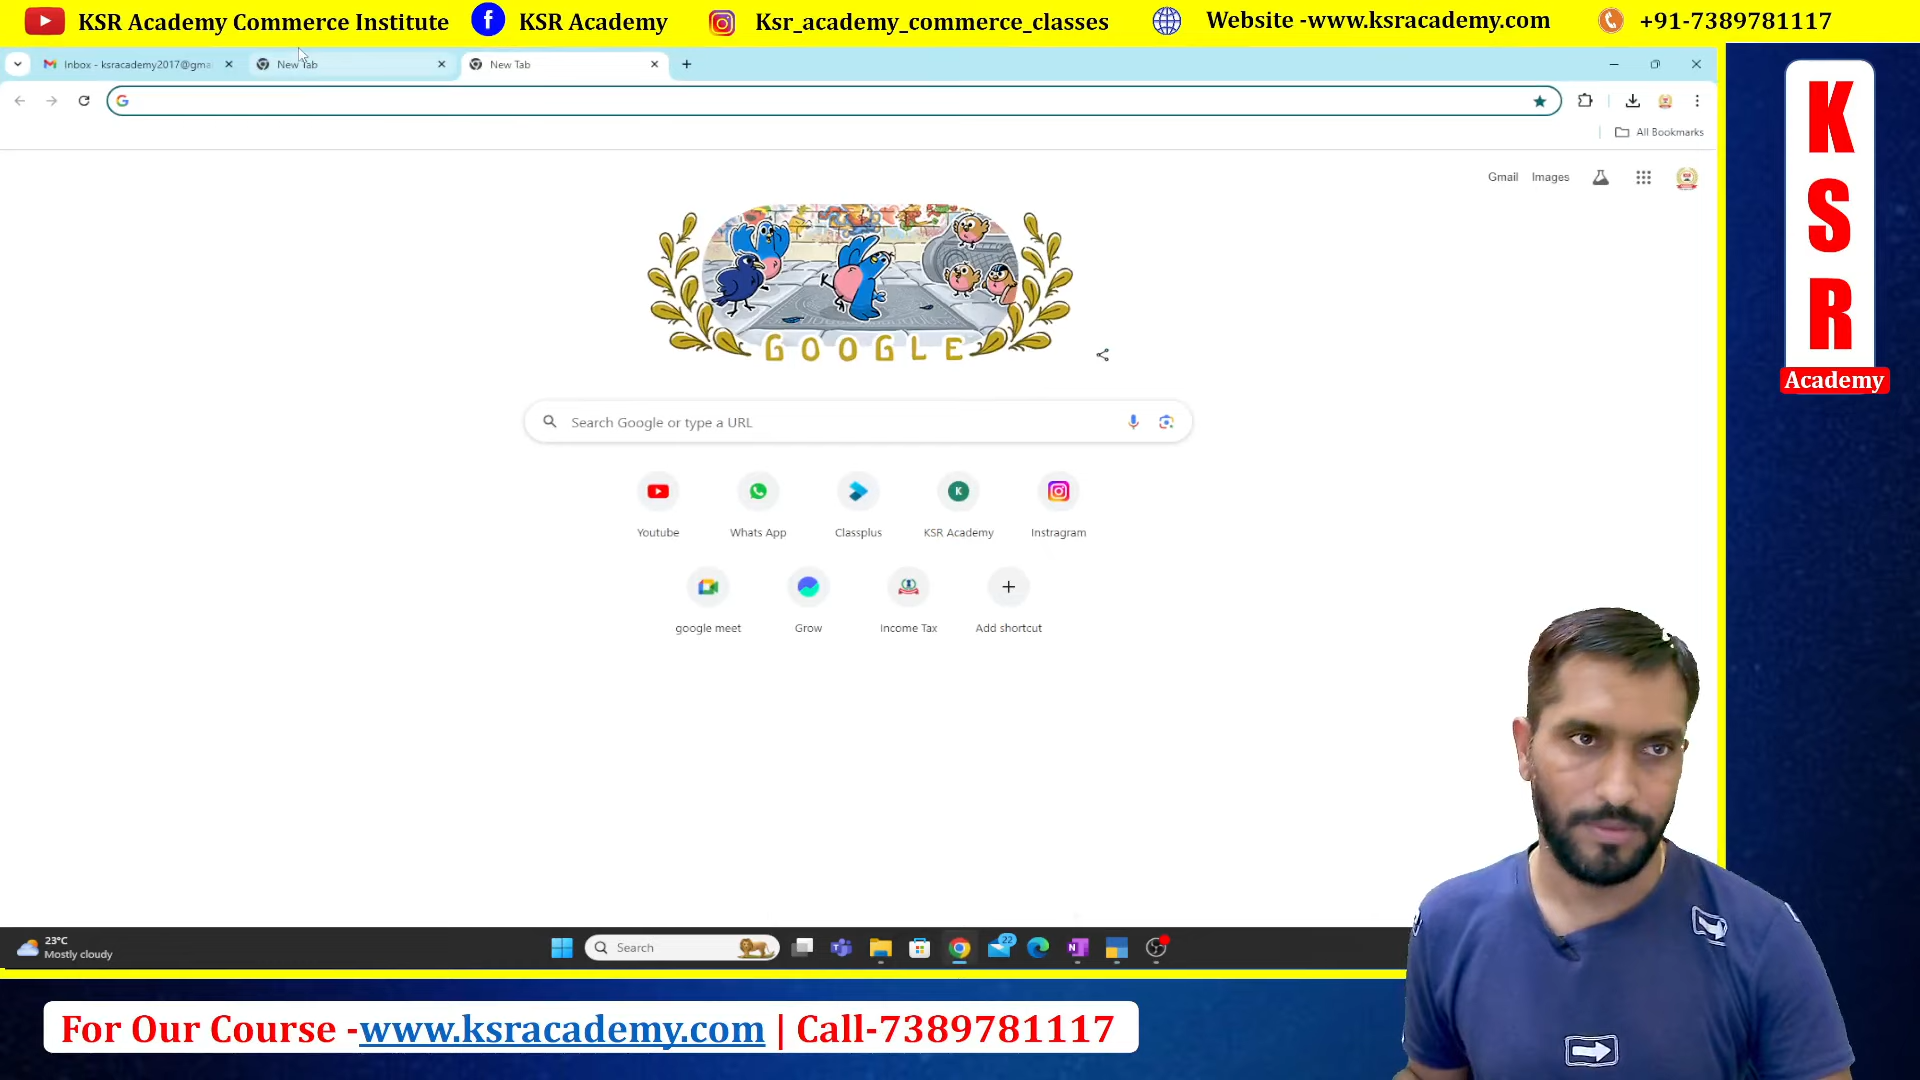 KSR Academy Commerce Institute
KSR Academy
Ksr_academy_commerce_classes
Website -www.ksracademy.com
+91-7389781117
Inbox - ksracademy2017@gma
New Tab
New Tab
All Bookmarks
Gmail
Images
GOOGLE
Search Google or type a URL
Youtube
Whats App
Classplus
K
KSR Academy
Instragram
google meet
Grow
Income Tax
Add shortcut
K
S
R
Academy
23°C
Mostly cloudy
Search
22
For Our Course -www.ksracademy.com | Call-7389781117